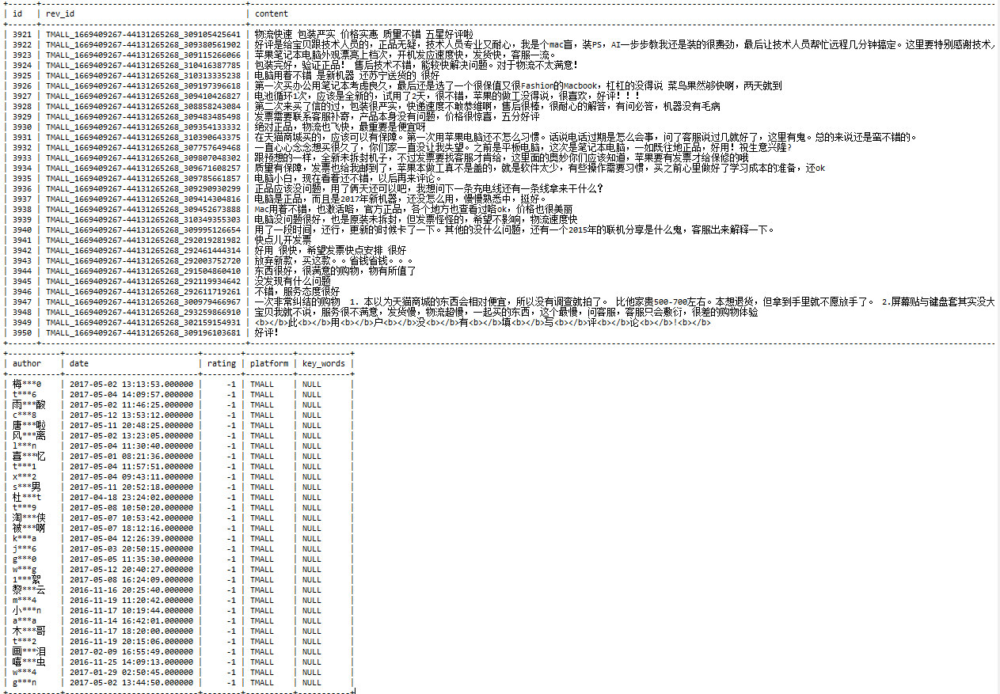 | id | rev_id | content
| 3921 | TMALL_1669409267-44131265268_309105425641 | 物流快速 包装严实 价格实惠 质量不错 五星好评啦
| 3922 | TMALL_1669409267-44131265268_309380561902 | 好评是给宝贝跟技术人员的，正品无疑，技术人员专业又耐心，我是个mac盲，装PS，AI一步步教我还是装的很费劲，最后让技术人员帮忙远程几分钟搞定。这里要特别感谢技术，
| 3923 | TMALL_1669409267-44131265268_309115266066 | 苹果笔记本电脑外观漂亮上档次，开机发应速度快，发货快，客服一流。
| 3924 | TMALL_1669409267-44131265268_310416387785 | 包装完好，验证正品！ 售后技术不错，能较快解决问题。对于物流不太满意！
| 3925 | TMALL_1669409267-44131265268_310313335238 | 电脑用着不错 是新机器 还苏宁送货的 很好
| 3926 | TMALL_1669409267-44131265268_309197396618 | 第一次买办公用笔记本考虑良久，最后还是选了一个很保值又很Fashion的Macbook，杠杠的没得说 菜鸟果然够快啊，两天就到
| 3927 | TMALL_1669409267-44131265268_309410426827 | 电池循环1次，应该是全新的，试用了2天，很不错，苹果的做工没得说，很喜欢，好评！！！
| 3928 | TMALL_1669409267-44131265268_308858243084 | 第二次来买了信的过，包装很严实，快递速度不敢恭维啊，售后很棒，很耐心的解答，有问必答，机器没有毛病
| 3929 | TMALL_1669409267-44131265268_309483485498 | 发票需要联系客服补寄，产品本身没有问题，价格很惊喜，五分好评
| 3930 | TMALL_1669409267-44131265268_309354133332 | 绝对正品，物流也飞快，最重要是便宜呀
| 3931 | TMALL_1669409267-44131265268_310390643375 | 在天猫商城买的，应该可以有保障。第一次用苹果电脑还不怎么习惯。话说电话过期是怎么会事，问了客服说过几就好了，这里有鬼。总的来说还是蛮不错的。
| 3932 | TMALL_1669409267-44131265268_307757649468 | 一直心心念念想买很久了，你们家一直没让我失望。之前是平板电脑，这次是笔记本电脑，一如既往地正品，好用！祝生意兴隆?
| 3933 | TMALL_1669409267-44131265268_309807048302 | 跟预想的一样，全新未拆封机子，不过发票要找客服才肯给，这里面的奥妙你们应该知道，苹果要有发票才给保修的哦
| 3934 | TMALL_1669409267-44131265268_309671608257 | 质量有保障，发票也给我邮到了，苹果本做工真不是盖的，就是软件太少，有些操作需要习惯，买之前心里做好了学习成本的准备，还ok
| 3935 | TMALL_1669409267-44131265268_309785661857 | 电脑小白，现在看着还不错，以后再来评论。
| 3936 | TMALL_1669409267-44131265268_309290930299 | 正品应该没问题，用了俩天还可以吧，我想问下一条充电线还有一条线拿来干什么？
| 3937 | TMALL_1669409267-44131265268_309414304816 | 电脑是正品，而且是2017年新机器，还没怎么用，慢慢熟悉中，挺好。
| 3938 | TMALL_1669409267-44131265268_309452673888 | Mac用着不错，也激活咯，官方正品，各个地方也查看过咯ok，价格也很美丽
| 3939 | TMALL_1669409267-44131265268_310349355303 | 电脑没问题很好，也是原装未拆封，但发票怪怪的，希望不影响，物流速度快
| 3940 | TMALL_1669409267-44131265268_309995126654 | 用了一段时间，还行，更新的时候卡了一下。其他的没什么问题，还有一个2015年的联机分享是什么鬼，客服出来解释一下。
| 3941 | TMALL_1669409267-44131265268_292019281982 | 快点儿开发票
| 3942 | TMALL_1669409267-44131265268_292461444314 | 好用 很快，希望发票快点安排 很好
| 3943 | TMALL_1669409267-44131265268_292003752720 | 放弃新款，买这款。。省钱省钱。。。
| 3944 | TMALL_1669409267-44131265268_291504860410 | 东西很好，很满意的购物，物有所值了
| 3945 | TMALL_1669409267-44131265268_292119934642 | 没发现有什么问题
| 3946 | TMALL_1669409267-44131265268_292611719261 | 不错，服务态度很好
| 3947 | TMALL_1669409267-44131265268_300979466967 | 一次非常纠结的购物 1. 本以为天猫商城的东西会相对便宜，所以没有调查就拍了。 比他家贵500-700左右。本想退货，但拿到手里就不愿放手了。 2.屏幕贴与键盘套其实没大
| 3948 | TMALL_1669409267-44131265268_293259866910 | 宝贝我就不说，服务很不满意，发货慢，物流超慢，一起买的东西，这个最慢，问客服，客服只会敷衍，很差的购物体验
| 3949 | TMALL_1669409267-44131265268_302159154931 | <b></b>此<b></b>用<b></b>户<b></b>没<b></b>有<b></b>填<b></b>写<b></b>评<b></b>论<b></b>!<b></b>
| 3950 | TMALL_1669409267-44131265268_309196103681 | 好评！
| author | date | rating | platform | key_words |
| 梅***0 | 2017-05-02 13:13:53.000000 | -1 | TMALL | NULL |
| t***6 | 2017-05-04 14:09:57.000000 | -1 | TMALL | NULL |
| 雨***酸 | 2017-05-02 11:46:25.000000 | -1 | TMALL | NULL |
| c***8 | 2017-05-12 13:53:12.000000 | -1 | TMALL | NULL |
| 唐***啦 | 2017-05-11 20:48:25.000000 | -1 | TMALL | NULL |
| 风***离 | 2017-05-02 13:23:05.000000 | -1 | TMALL | NULL |
| l***n | 2017-05-04 11:30:40.000000 | -1 | TMALL | NULL |
| 喜***忆 | 2017-05-01 08:21:36.000000 | -1 | TMALL | NULL |
| t***1 | 2017-05-04 11:57:51.000000 | -1 | TMALL | NULL |
| x***2 | 2017-05-04 09:43:11.000000 | -1 | TMALL | NULL |
| s***男 | 2017-05-11 20:52:18.000000 | -1 | TMALL | NULL |
| 杜***t | 2017-04-18 23:24:02.000000 | -1 | TMALL | NULL |
| t***9 | 2017-05-08 10:50:20.000000 | -1 | TMALL | NULL |
| 淘***侠 | 2017-05-07 10:53:42.000000 | -1 | TMALL | NULL |
| 被***啊 | 2017-05-07 18:12:16.000000 | -1 | TMALL | NULL |
| k***a | 2017-05-04 12:26:39.000000 | -1 | TMALL | NULL |
| j***6 | 2017-05-03 20:50:15.000000 | -1 | TMALL | NULL |
| g***0 | 2017-05-05 11:35:30.000000 | -1 | TMALL | NULL |
| w***g | 2017-05-12 20:40:27.000000 | -1 | TMALL | NULL |
| 1***絮 | 2017-05-08 16:24:09.000000 | -1 | TMALL | NULL |
| 黎***云 | 2016-11-16 20:25:40.000000 | -1 | TMALL | NULL |
| m***4 | 2016-11-19 11:20:42.000000 | -1 | TMALL | NULL |
| 小***n | 2016-11-17 10:19:44.000000 | -1 | TMALL | NULL |
| a***a | 2016-11-14 16:42:01.000000 | -1 | TMALL | NULL |
| 木***哥 | 2016-11-17 18:20:00.000000 | -1 | TMALL | NULL |
| t***2 | 2016-11-19 20:15:06.000000 | -1 | TMALL | NULL |
| 画***泪 | 2017-02-09 16:55:49.000000 | -1 | TMALL | NULL |
| 嘻***虫 | 2016-11-25 14:09:13.000000 | -1 | TMALL | NULL |
| w***4 | 2017-01-29 02:50:45.000000 | -1 | TMALL | NULL |
| g***n | 2017-05-02 13:44:50.000000 | -1 | TMALL | NULL |